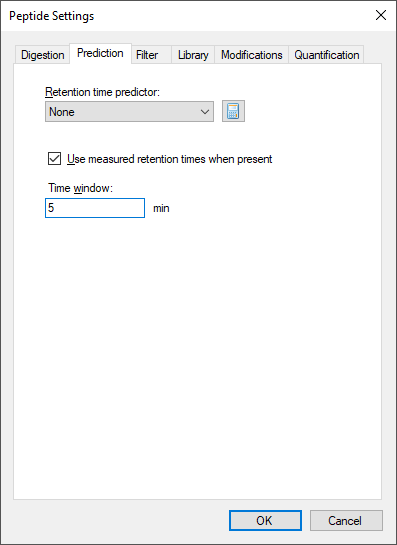 Peptide Settings
Digestion Prediction Filter Library Modifications Quantification
Retention time predictor:
None
Use measured retention times when present
Time window:
5 min
OK Cancel